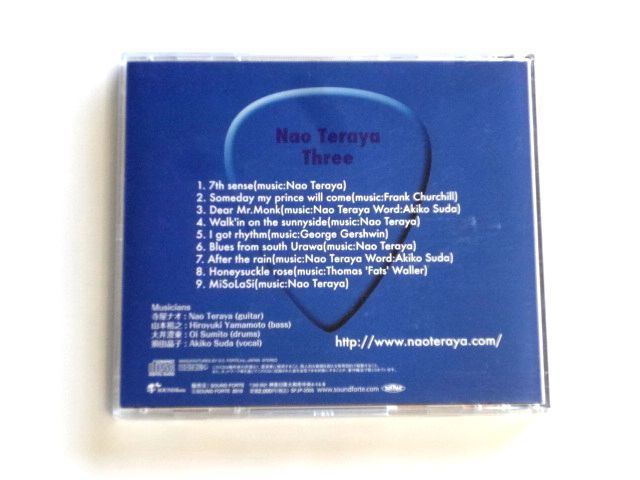 Nao Teraya
Three
1. 7th sense(music:Nao Teraya)
2. Someday my prince will come(music:Frank Churchill)
3. Dear Mr.Monk(music:Nao Teraya Word:Akiko Suda)
4. Walk'in on the sunnyside(music:Nao Teraya)
5. I got rhythm(music:George Gershwin)
6. Blues from south Urawa(music:Nao Teraya)
7. After the rain(music:Nao Teraya Word:Akiko Suda)
8. Honeysuckle rose(music:Thomas 'Fats' Waller)
9. MiSoLaSi(music:Nao Teraya)
Musicians
寺屋ナオ : Nao Teraya (guitar)
山本裕之 : Hiroyuki Yamamoto (bass)
大井澄東 : Oi Sumito (drums)
須田晶子 : Akiko Suda (vocal)
http://www.naoteraya.com/
SOUND FORTE
www.soundforte.com